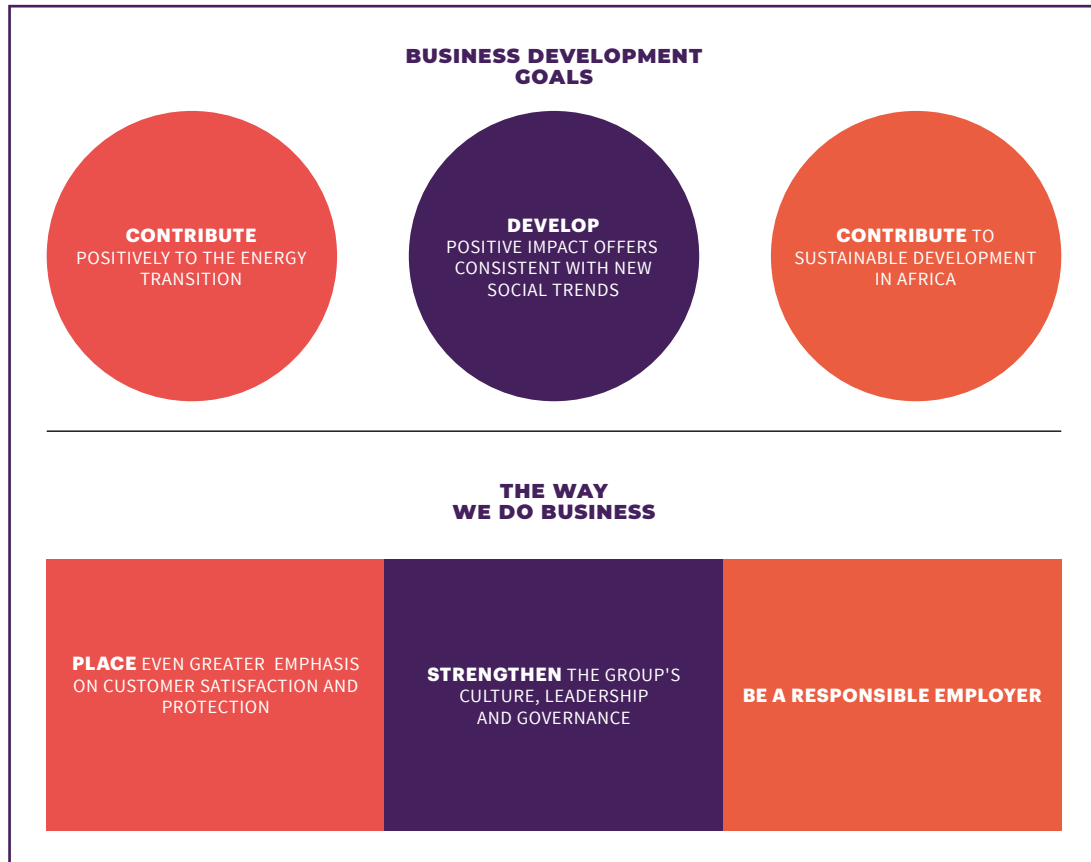 BUSINESS DEVELOPMENT
GOALS
CONTRIBUTE
POSITIVELY TO THE ENERGY
TRANSITION
DEVELOP
POSITIVE IMPACT OFFERS
CONSISTENT WITH NEW
SOCIAL TRENDS
CONTRIBUTE TO
SUSTAINABLE DEVELOPMENT
IN AFRICA
THE WAY
WE DO BUSINESS
PLACE EVEN GREATER EMPHASIS
ON CUSTOMER SATISFACTION AND
PROTECTION
STRENGTHEN THE GROUP'S
CULTURE, LEADERSHIP
AND GOVERNANCE
BE A RESPONSIBLE EMPLOYER